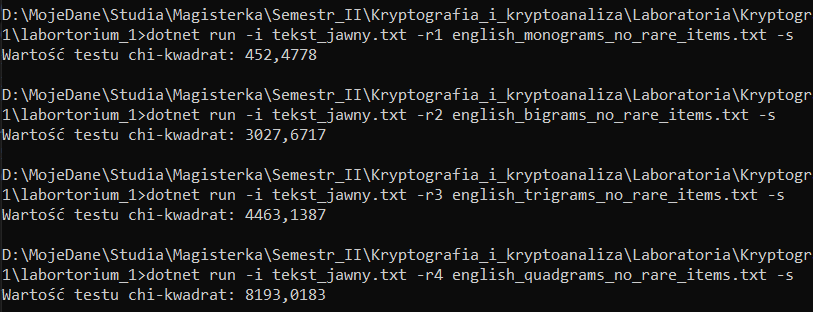 D:\MojeDane\Studia\Magisterka\Semestr_II\Kryptografia_i_kryptoanaliza\Laboratoria\Kryptogr
1\labortorium_1>dotnet run -i tekst_jawny.txt -r1 english_monograms_no_rare_items.txt -s
Wartość testu chi-kwadrat: 452,4778
D:\MojeDane\Studia\Magisterka\Semestr_II\Kryptografia_i_kryptoanaliza\Laboratoria\Kryptogr
1\labortorium_1>dotnet run -i tekst_jawny.txt -r2 english_bigrams_no_rare_items.txt -s
Wartość testu chi-kwadrat: 3027,6717
D:\MojeDane\Studia\Magisterka\Semestr_II\Kryptografia_i_kryptoanaliza\Laboratoria\Kryptogr
1\labortorium_1>dotnet run -i tekst_jawny.txt -r3 english_trigrams_no_rare_items.txt -s
Wartość testu chi-kwadrat: 4463,1387
D:\MojeDane\Studia\Magisterka\Semestr_II\Kryptografia_i_kryptoanaliza\Laboratoria\Kryptogr
1\labortorium_1>dotnet run -i tekst_jawny.txt -r4 english_quadgrams_no_rare_items.txt -s
Wartość testu chi-kwadrat: 8193,0183